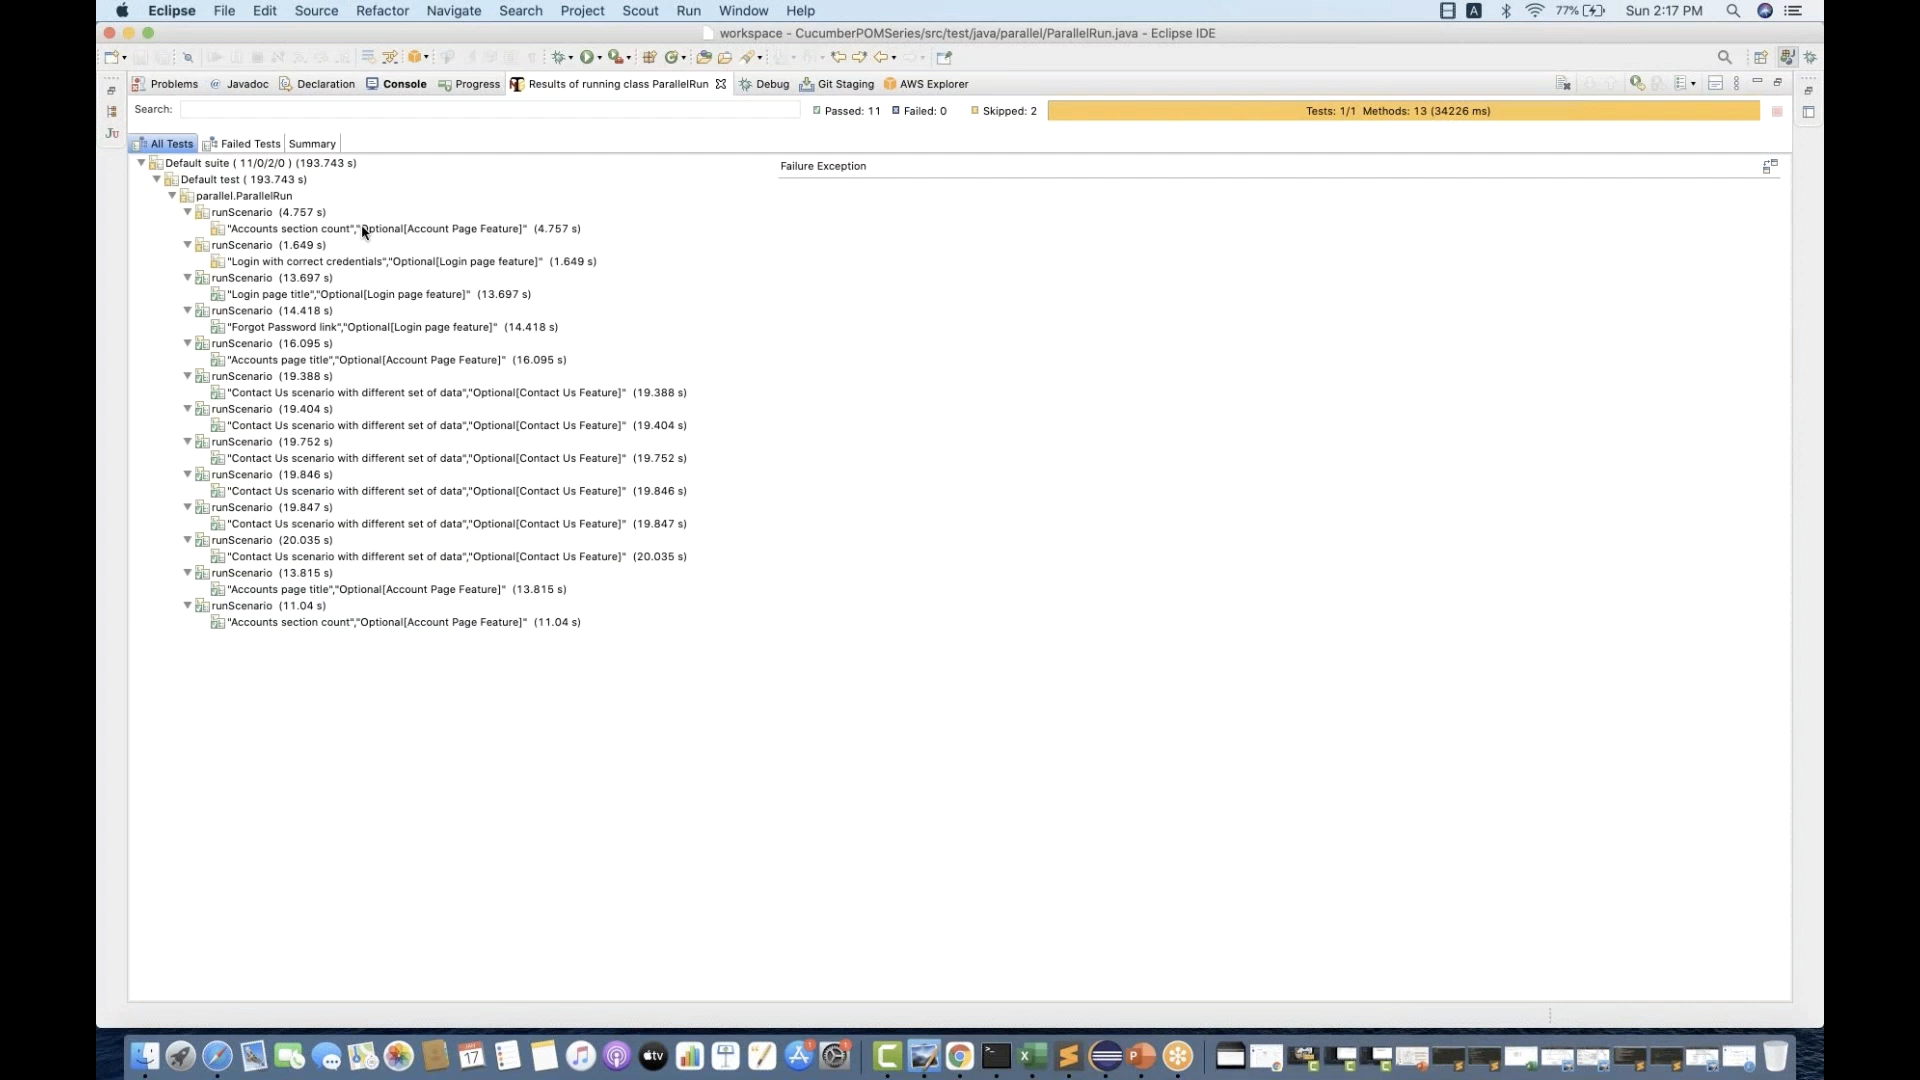 Eclipse File Edit Source Refactor Navigate Search Project Scout Run Window Help A 77% Sun 2:17 PM
workspace - CucumberPOMSeries/src/test/java/parallel/ParallelRun.java - Eclipse IDE
Problems @ Javadoc Declaration Console Progress Results of running class ParallelRun Debug Git Staging AWS Explorer
Search: Passed: 11 Failed: 0 Skipped: 2 Tests: 1/1 Methods: 13 (34226 ms)
Ju
All Tests Failed Tests Summary
Default suite ( 11/0/2/0 ) (193.743 s)
Failure Exception
Default test ( 193.743 s)
parallel.ParallelRun
runScenario (4.757 s)
"Accounts section count","Optional[Account Page Feature]" (4.757 s)
runScenario (1.649 s)
"Login with correct credentials","Optional[Login page feature]" (1.649 s)
runScenario (13.697 s)
"Login page title","Optional[Login page feature]" (13.697 s)
runScenario (14.418 s)
"Forgot Password link","Optional[Login page feature]" (14.418 s)
runScenario (16.095 s)
"Accounts page title","Optional[Account Page Feature]" (16.095 s)
runScenario (19.388 s)
"Contact Us scenario with different set of data","Optional[Contact Us Feature]" (19.388 s)
runScenario (19.404 s)
"Contact Us scenario with different set of data","Optional[Contact Us Feature]" (19.404 s)
runScenario (19.752 s)
"Contact Us scenario with different set of data","Optional[Contact Us Feature]" (19.752 s)
runScenario (19.846 s)
"Contact Us scenario with different set of data","Optional[Contact Us Feature]" (19.846 s)
runScenario (19.847 s)
"Contact Us scenario with different set of data","Optional[Contact Us Feature]" (19.847 s)
runScenario (20.035 s)
"Contact Us scenario with different set of data","Optional[Contact Us Feature]" (20.035 s)
runScenario (13.815 s)
"Accounts page title","Optional[Account Page Feature]" (13.815 s)
runScenario (11.04 s)
"Accounts section count","Optional[Account Page Feature]" (11.04 s)
17 tv